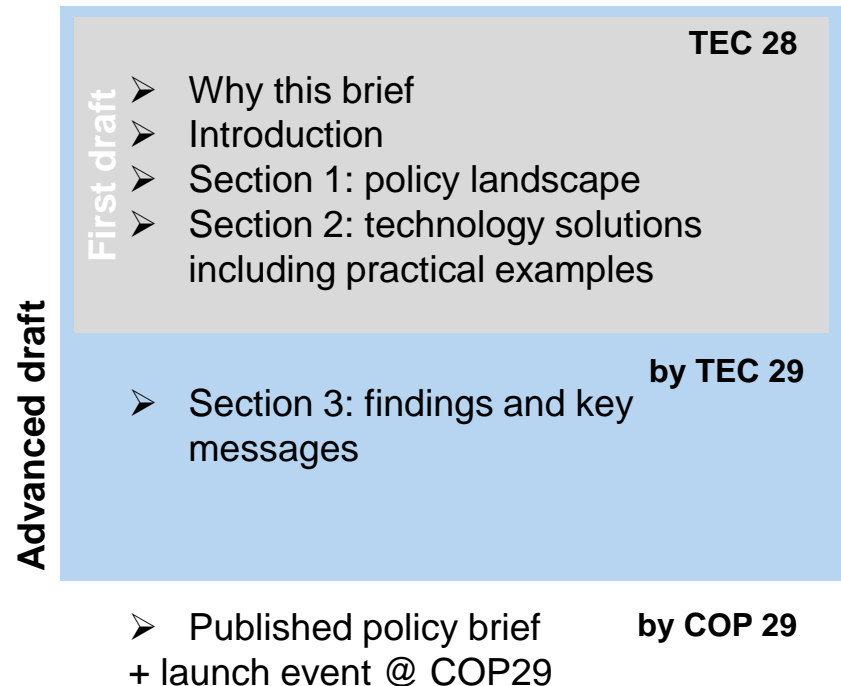 TEC 28
First draft
➢ Why this brief
➢ Introduction
➢ Section 1: policy landscape
➢ Section 2: technology solutions
including practical examples
Advanced draft
by TEC 29
➢ Section 3: findings and key
messages
➢ Published policy brief
by COP 29
+ launch event @ COP29